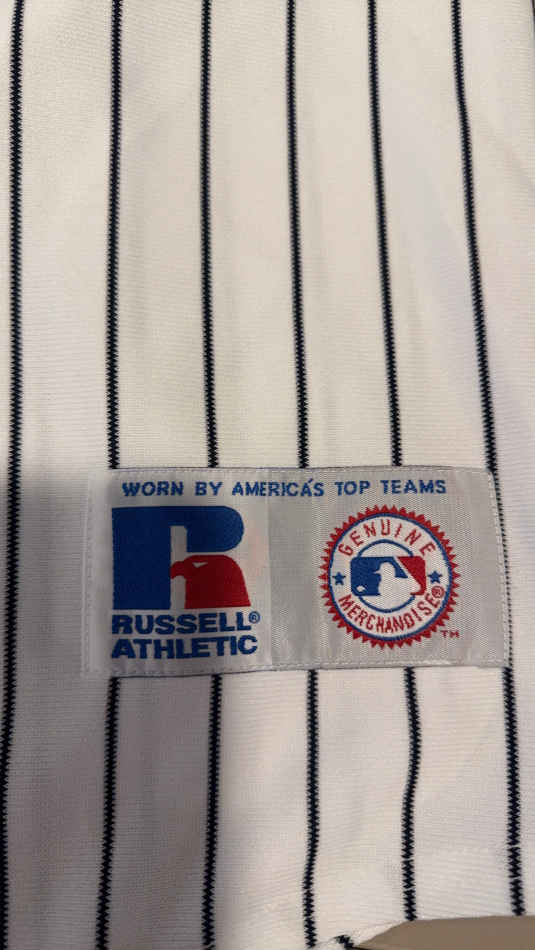 WORN BY AMERICA'S TOP TEAMS
RUSSELL®
ATHLETIC
GENUINE
MERCHANDISE®
TM